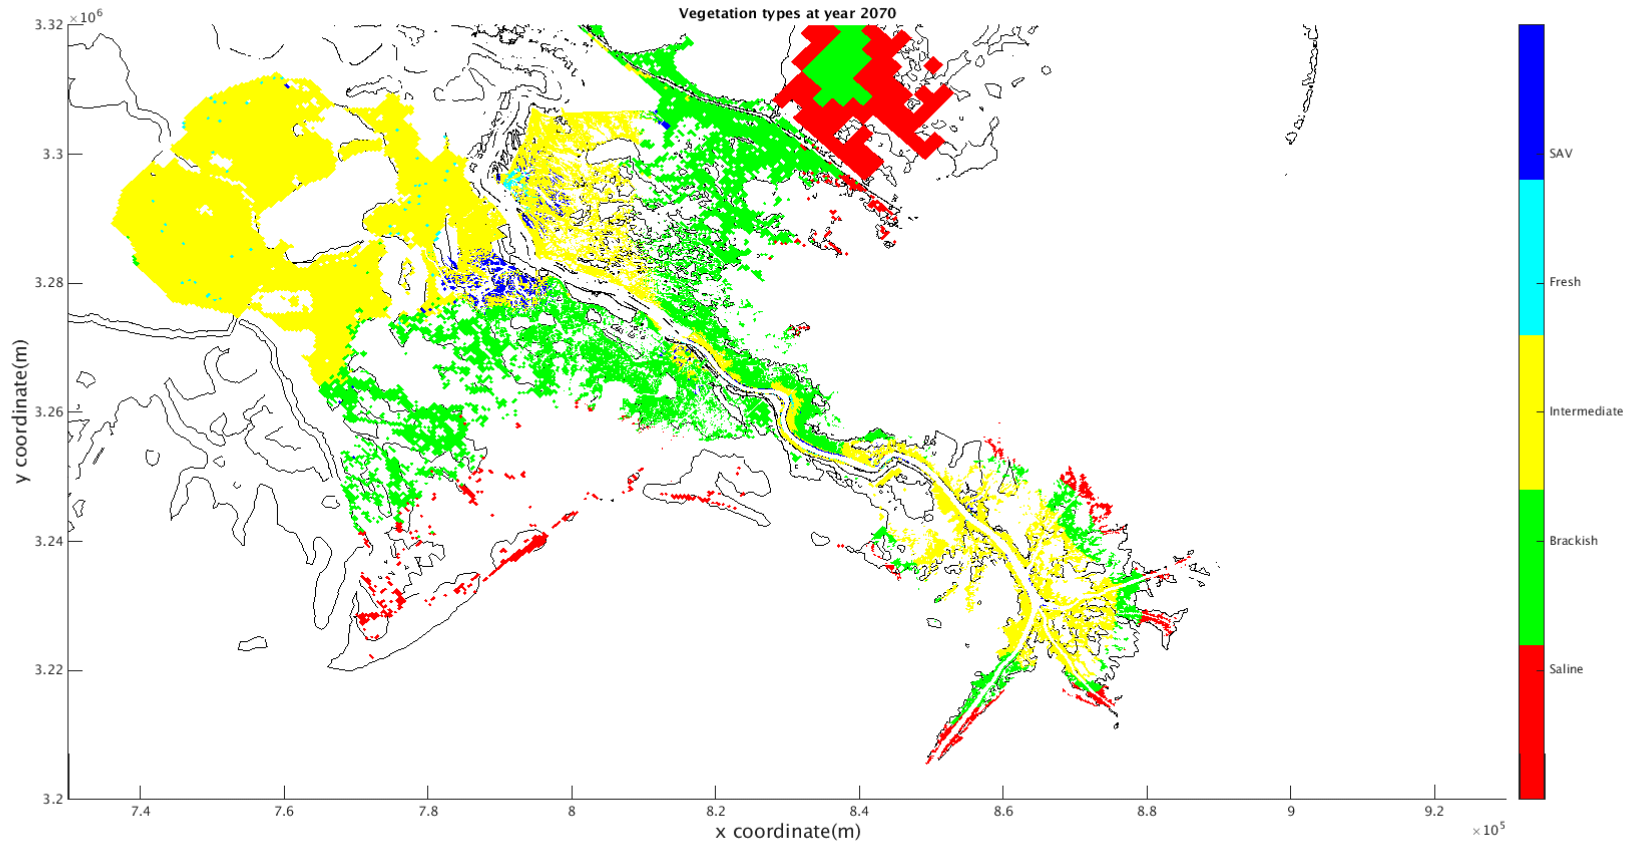 Vegetation types at year 2070
×10⁶
3.32
3.3
3.28
3.26
3.24
3.22
3.2
y coordinate(m)
7.4 7.6 7.8 8 8.2 8.4 8.6 8.8 9 9.2
x coordinate(m)
×10⁵
SAV
Fresh
Intermediate
Brackish
Saline